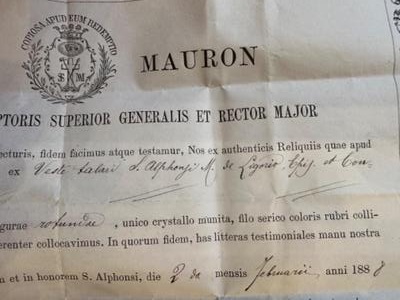 COPIOSA APUD EUM REDEMPTIO
S M
MAURON
PTORIS SUPERIOR GENERALIS ET RECTOR MAJOR
ecturis, fidem facimus atque testamur, Nos ex authenticis Reliquiis quae apud
ex Veste talari S. Alphonsi M. de Ligorio, Epi et Con-
gurae rotundae, unico crystallo munita, filo serico coloris rubri colli-
erenter collocavimus. In quorum fidem, has litteras testimoniales manu nostra
n et in honorem S. Alphonsi, die 2 da mensis Februarii, anni 1888